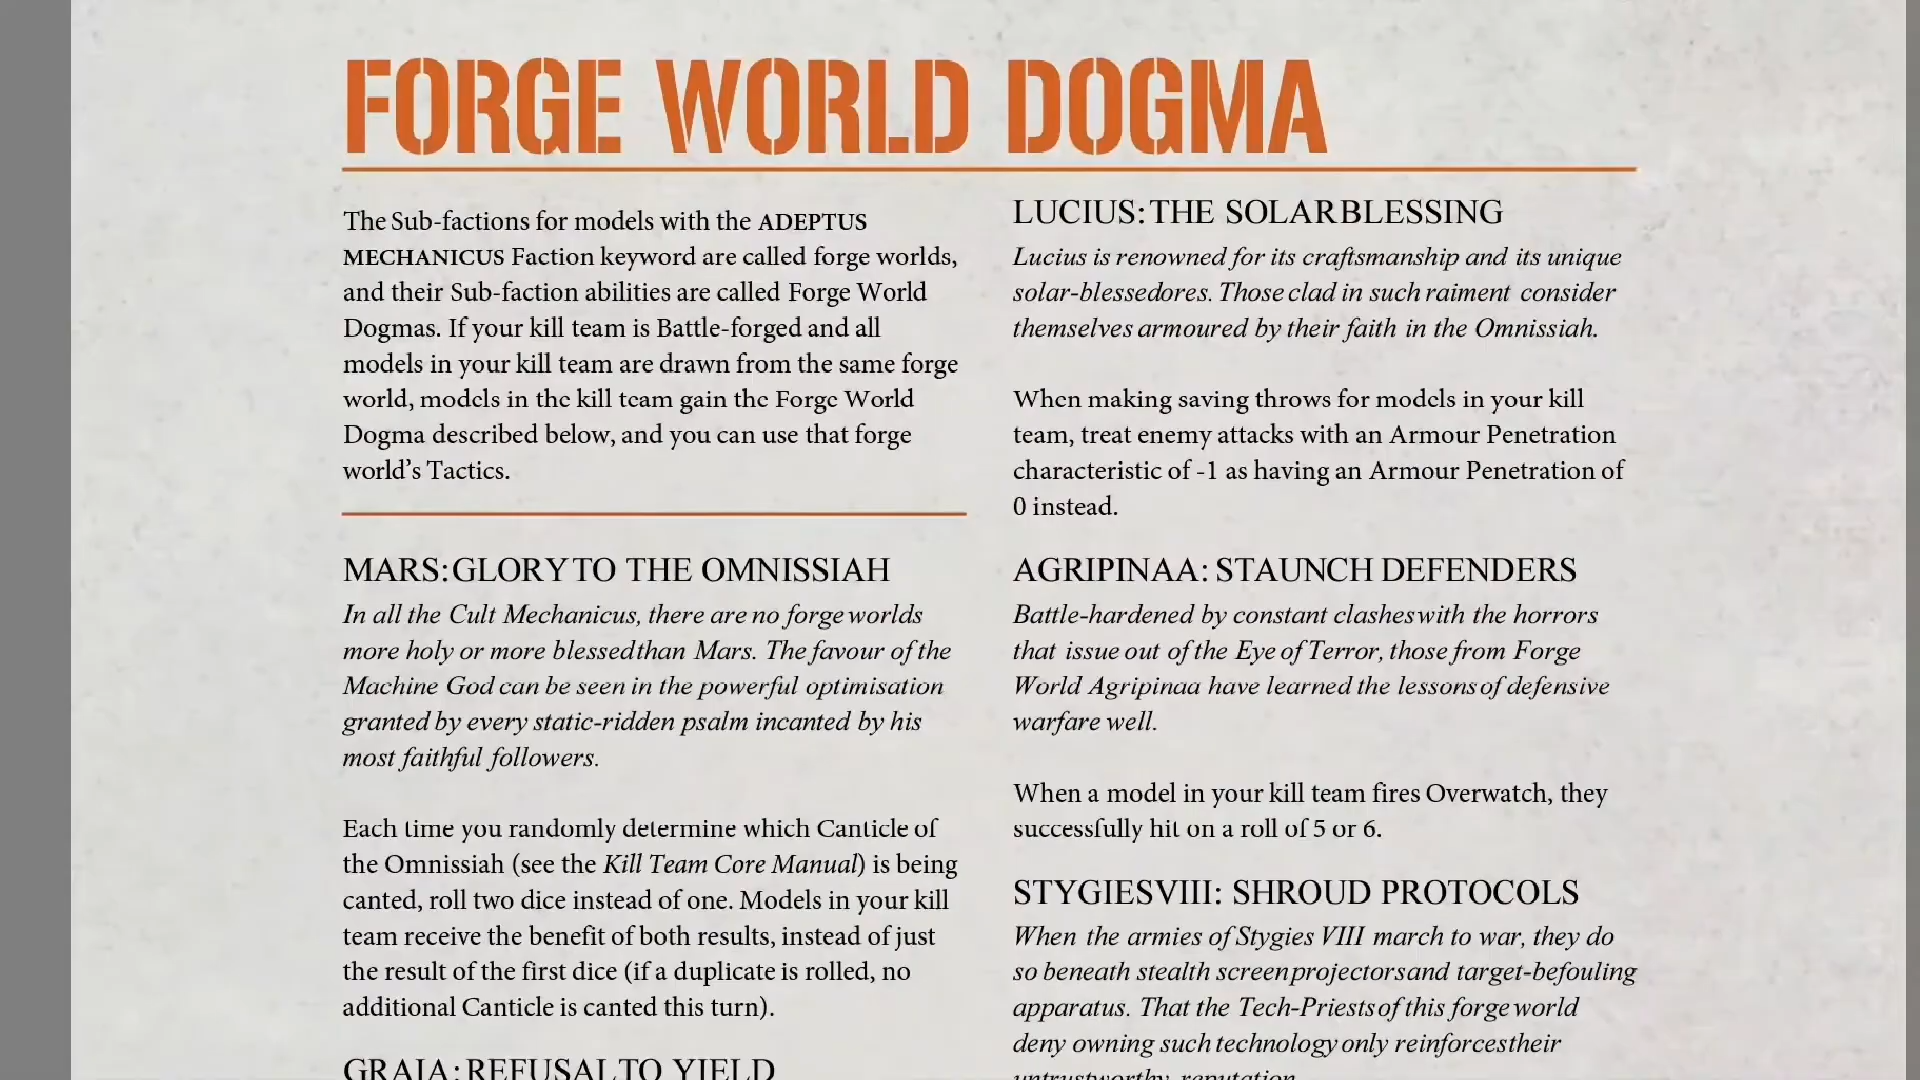 FORGE WORLD DOGMA
The Sub-factions for models with the ADEPTUS
MECHANICUS Faction keyword are called forge worlds,
and their Sub-faction abilities are called Forge World
Dogmas. If your kill team is Battle-forged and all
models in your kill team are drawn from the same forge
world, models in the kill team gain the Forge World
Dogma described below, and you can use that forge
world's Tactics.
MARS: GLORY TO THE OMNISSIAH
In all the Cult Mechanicus, there are no forge worlds
more holy or more blessed than Mars. The favour of the
Machine God can be seen in the powerful optimisation
granted by every static-ridden psalm incanted by his
most faithful followers.
Each time you randomly determine which Canticle of
the Omnissiah (see the Kill Team Core Manual) is being
canted, roll two dice instead of one. Models in your kill
team receive the benefit of both results, instead of just
the result of the first dice (if a duplicate is rolled, no
additional Canticle is canted this turn).
GRAIA: REFUSAL TO YIELD
LUCIUS: THE SOLAR BLESSING
Lucius is renowned for its craftsmanship and its unique
solar-blessed ores. Those clad in such raiment consider
themselves armoured by their faith in the Omnissiah.
When making saving throws for models in your kill
team, treat enemy attacks with an Armour Penetration
characteristic of -1 as having an Armour Penetration of
0 instead.
AGRIPINAA: STAUNCH DEFENDERS
Battle-hardened by constant clashes with the horrors
that issue out of the Eye of Terror, those from Forge
World Agripinaa have learned the lessons of defensive
warfare well.
When a model in your kill team fires Overwatch, they
successfully hit on a roll of 5 or 6.
STYGIES VIII: SHROUD PROTOCOLS
When the armies of Stygies VIII march to war, they do
so beneath stealth screen projectors and target-befouling
apparatus. That the Tech-Priests of this forge world
deny owning such technology only reinforces their
untrustworthy reputation.